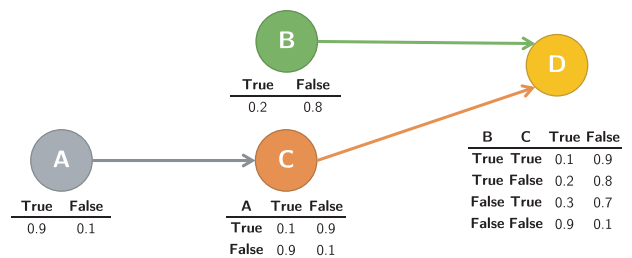 B
True False
0.2 0.8
D
A
True False
0.9 0.1
C
A True False
True 0.1 0.9
False 0.9 0.1
B C True False
True True 0.1 0.9
True False 0.2 0.8
False True 0.3 0.7
False False 0.9 0.1